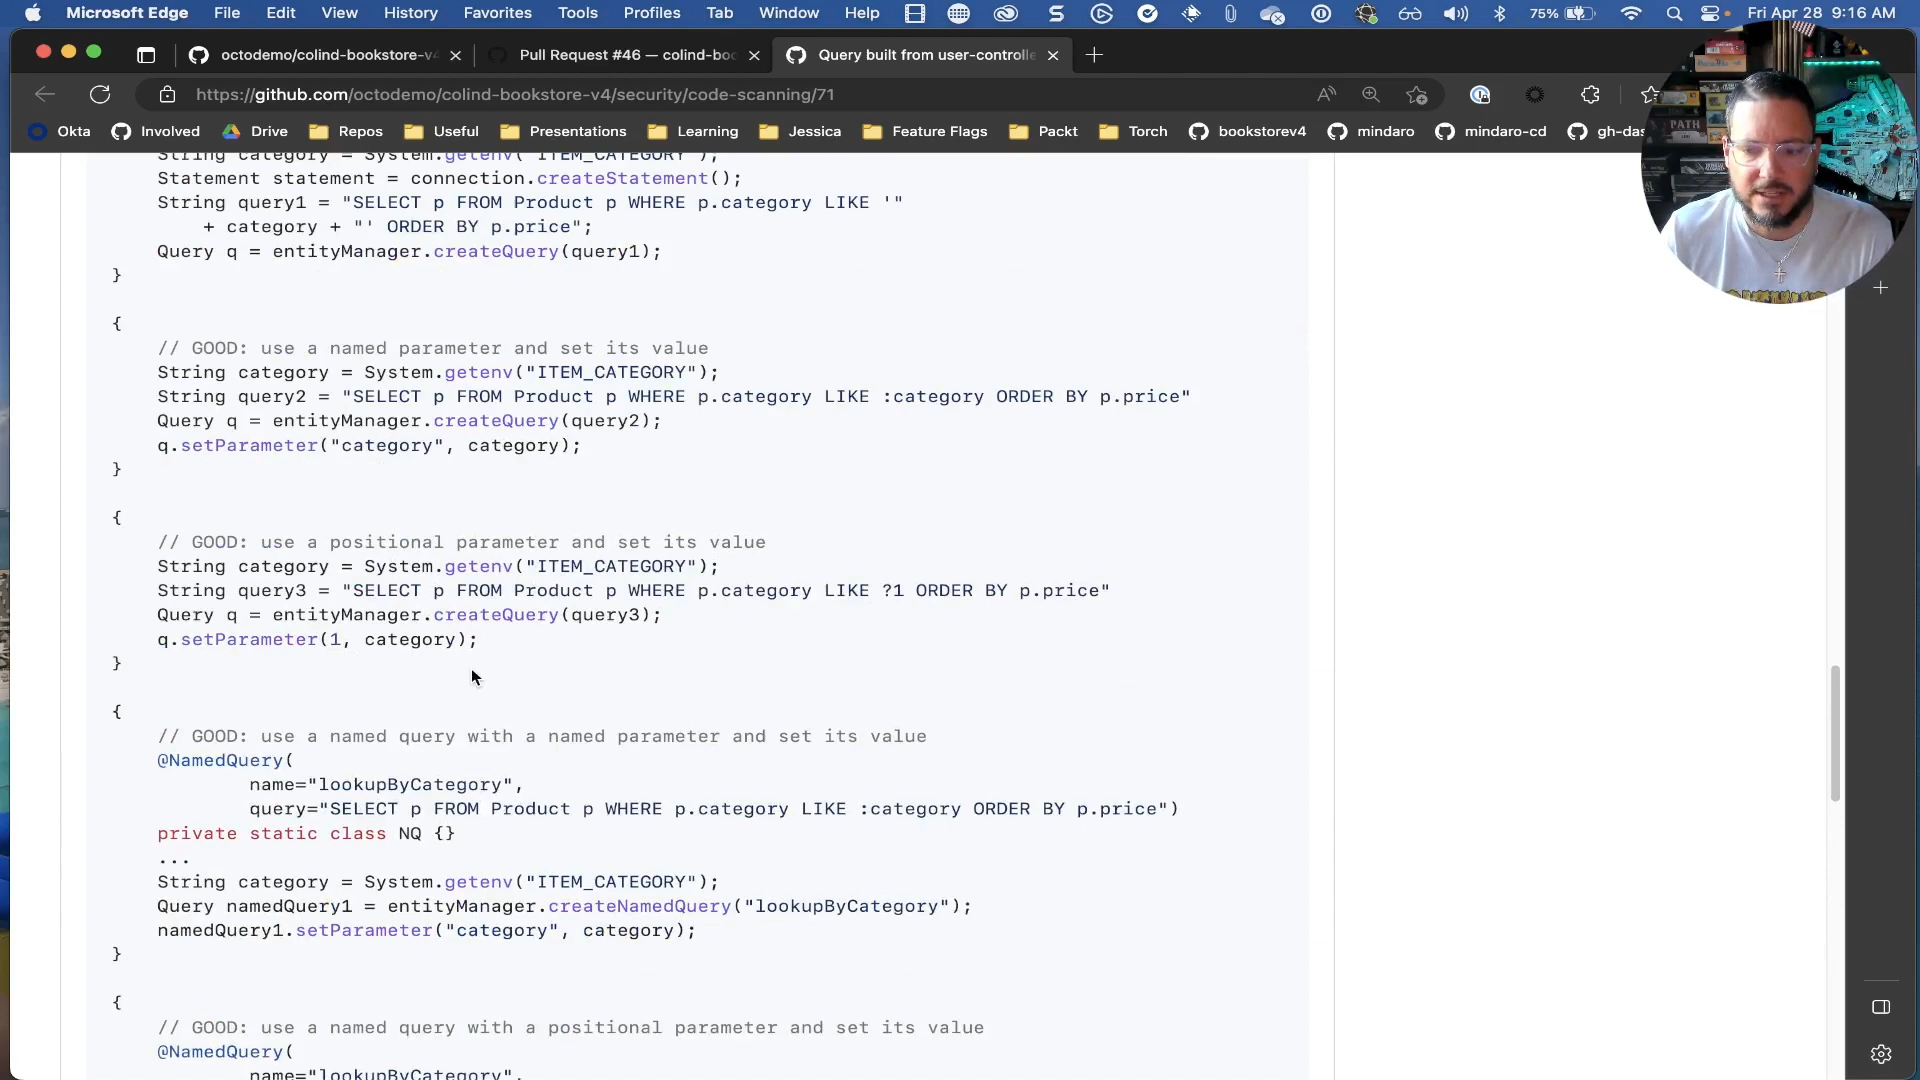 Microsoft Edge File Edit View History Favorites Tools Profiles Tab Window Help 75% Fri Apr 28 9:16 AM
octodemo/colind-bookstore-v4 Pull Request #46 — colind-boo Query built from user-controlle
https://github.com/octodemo/colind-bookstore-v4/security/code-scanning/71
Okta Involved Drive Repos Useful Presentations Learning Jessica Feature Flags Packt Torch bookstorev4 mindaro mindaro-cd gh-das
String category = System.getenv("ITEM_CATEGORY");
Statement statement = connection.createStatement();
String query1 = "SELECT p FROM Product p WHERE p.category LIKE '"
+ category + "' ORDER BY p.price";
Query q = entityManager.createQuery(query1);
}
{
// GOOD: use a named parameter and set its value
String category = System.getenv("ITEM_CATEGORY");
String query2 = "SELECT p FROM Product p WHERE p.category LIKE :category ORDER BY p.price"
Query q = entityManager.createQuery(query2);
q.setParameter("category", category);
}
{
// GOOD: use a positional parameter and set its value
String category = System.getenv("ITEM_CATEGORY");
String query3 = "SELECT p FROM Product p WHERE p.category LIKE ?1 ORDER BY p.price"
Query q = entityManager.createQuery(query3);
q.setParameter(1, category);
}
{
// GOOD: use a named query with a named parameter and set its value
@NamedQuery(
name="lookupByCategory",
query="SELECT p FROM Product p WHERE p.category LIKE :category ORDER BY p.price")
private static class NQ {}
...
String category = System.getenv("ITEM_CATEGORY");
Query namedQuery1 = entityManager.createNamedQuery("lookupByCategory");
namedQuery1.setParameter("category", category);
}
{
// GOOD: use a named query with a positional parameter and set its value
@NamedQuery(
name="lookupByCategory",